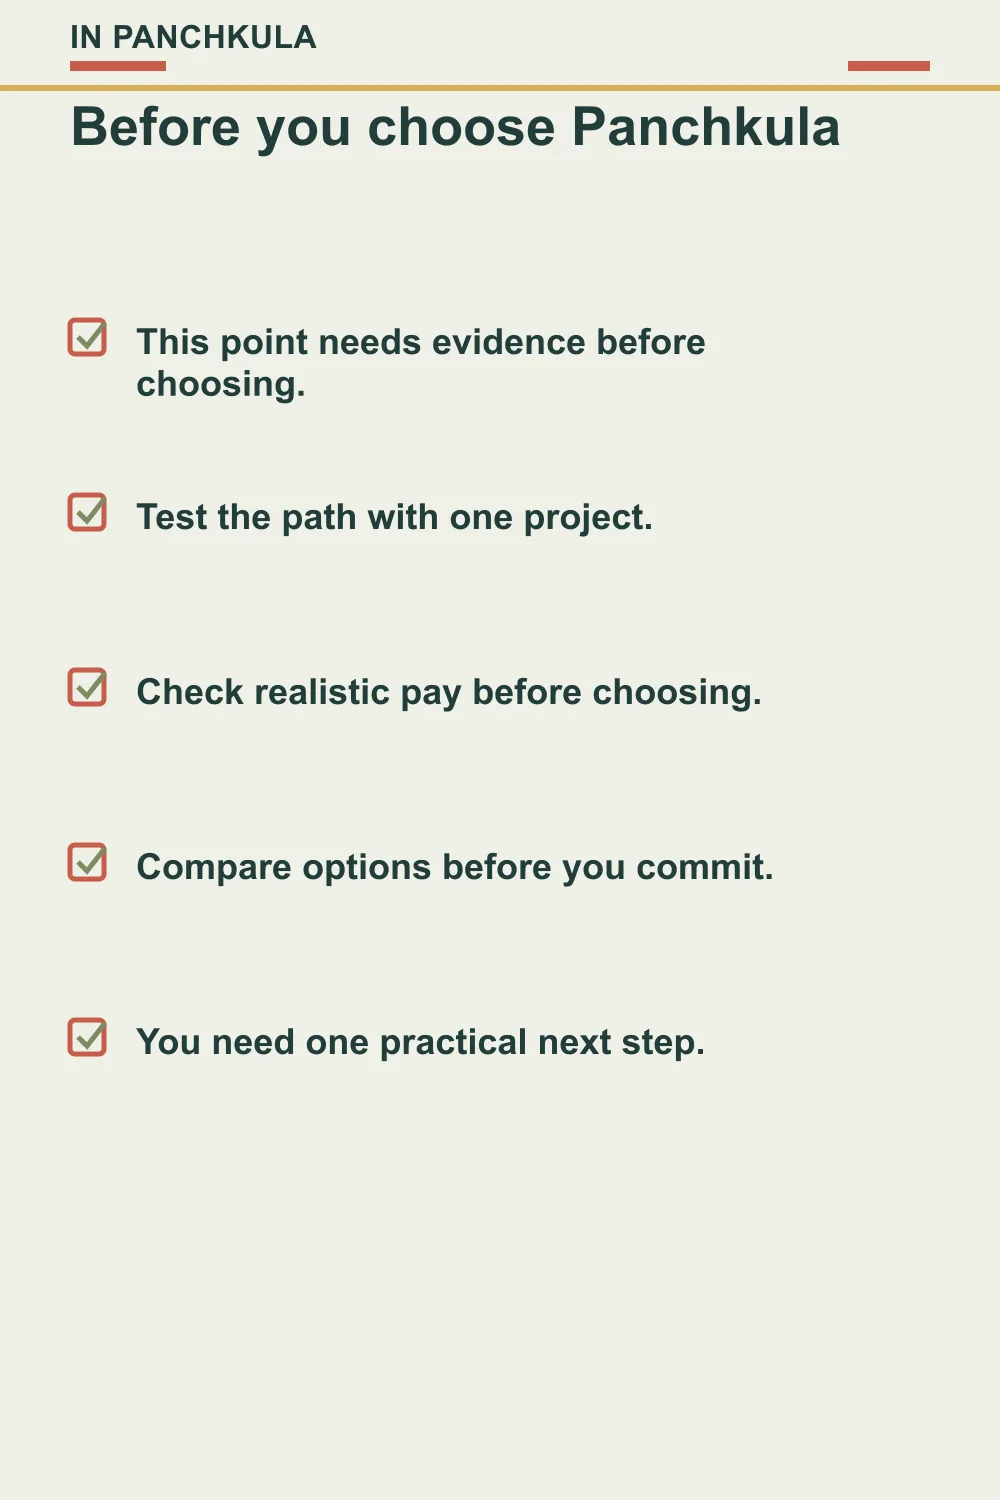 IN PANCHKULA
Before you choose Panchkula
This point needs evidence before
choosing.
Test the path with one project.
Check realistic pay before choosing.
Compare options before you commit.
You need one practical next step.